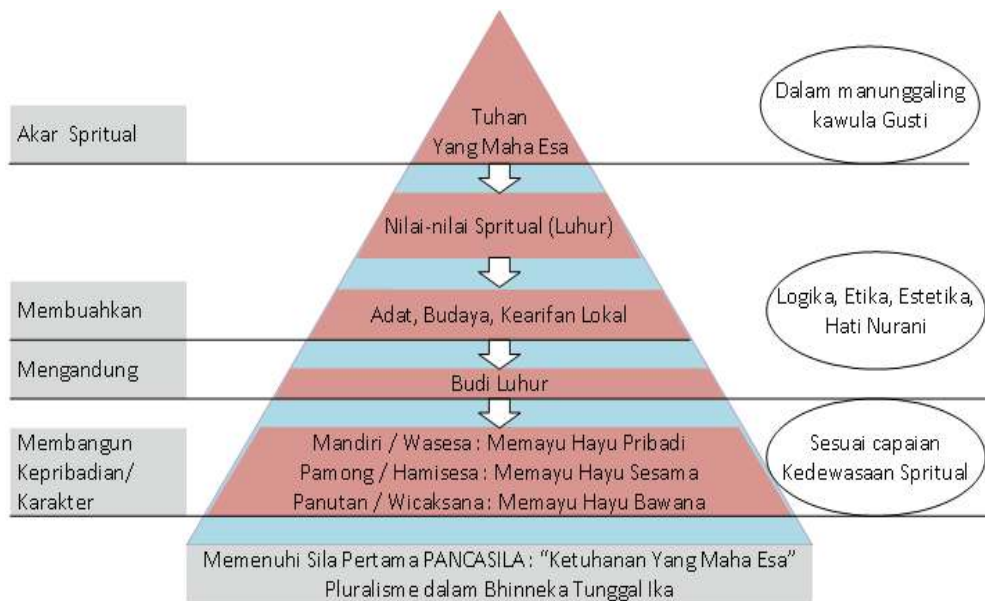 Dalam manunggaling
kawula Gusti
Akar Spritual
Tuhan
Yang Maha Esa
Nilai-nilai Spritual (Luhur)
Membuahkan
Adat, Budaya, Kearifan Lokal
Logika, Etika, Estetika,
Hati Nurani
Mengandung
Budi Luhur
Membangun
Kepribadian/
Karakter
Mandiri / Wasesa : Memayu Hayu Pribadi
Pamong / Hamisesa : Memayu Hayu Sesama
Panutan / Wicaksana : Memayu Hayu Bawana
Sesuai capaian
Kedewasaan Spritual
Memenuhi Sila Pertama PANCASILA : “Ketuhanan Yang Maha Esa”
Pluralisme dalam Bhinneka Tunggal Ika